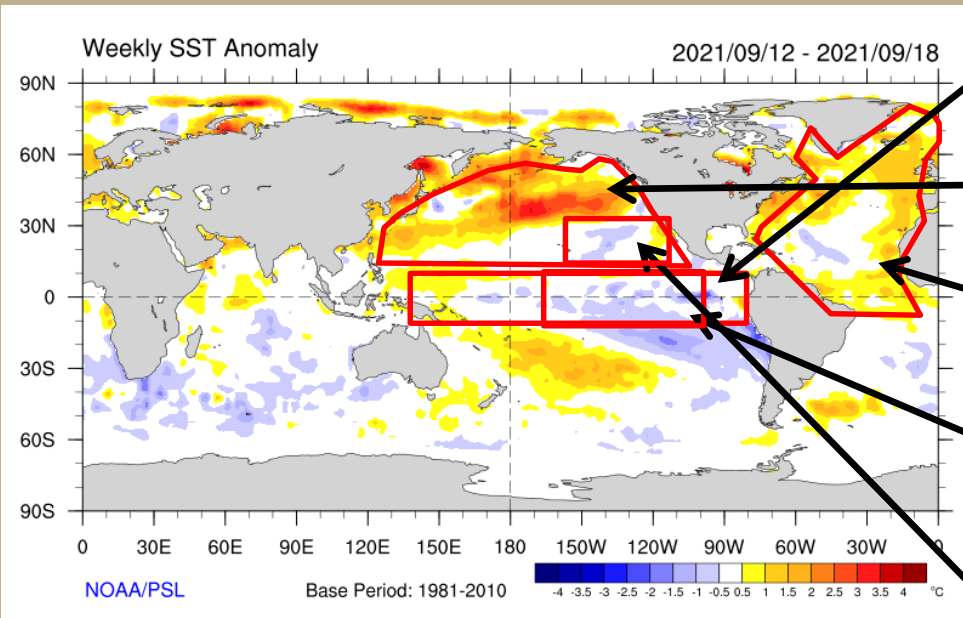 Weekly SST Anomaly 2021/09/12 - 2021/09/18
90N
60N
30N
0
30S
60S
90S
0 30E 60E 90E 120E 150E 180 150W 120W 90W 60W 30W 0
NOAA/PSL Base Period: 1981-2010
-4 -3.5 -3 -2.5 -2 -1.5 -1 -0.5 0.5 1 1.5 2 2.5 3 3.5 4 °C